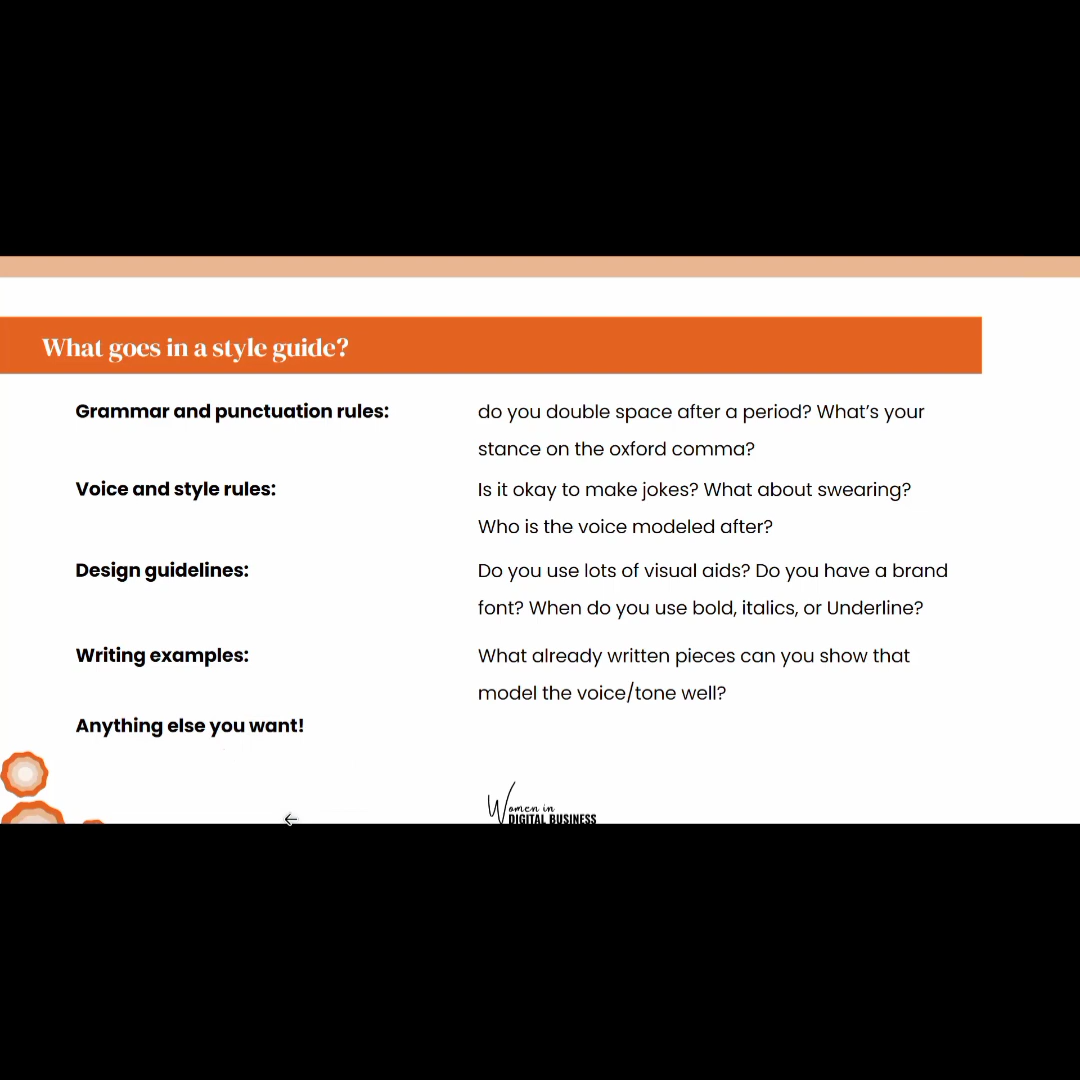 What goes in a style guide?
Grammar and punctuation rules:
do you double space after a period? What's your
stance on the oxford comma?
Voice and style rules:
Is it okay to make jokes? What about swearing?
Who is the voice modeled after?
Design guidelines:
Do you use lots of visual aids? Do you have a brand
font? When do you use bold, italics, or Underline?
Writing examples:
What already written pieces can you show that
model the voice/tone well?
Anything else you want!
Women in
DIGITAL BUSINESS